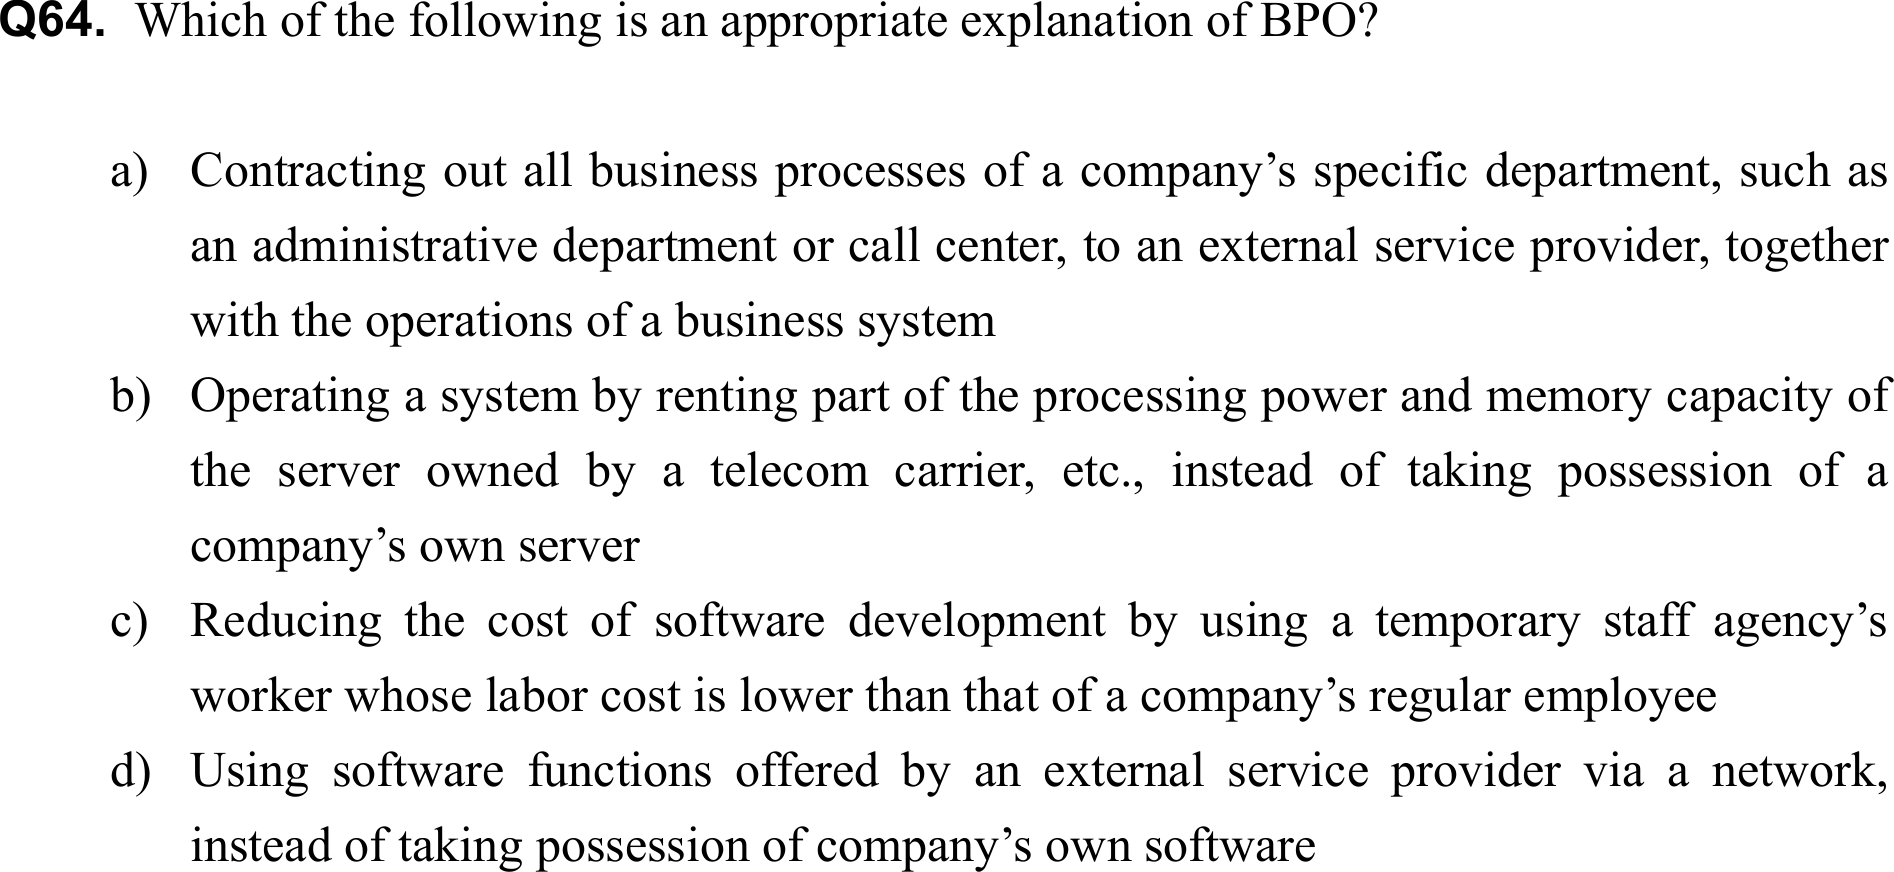 Q64. Which of the following is an appropriate explanation of BPO?
a) Contracting out all business processes of a company’s specific department, such as
an administrative department or call center, to an external service provider, together
with the operations of a business system
b) Operating a system by renting part of the processing power and memory capacity of
the server owned by a telecom carrier, etc., instead of taking possession of a
company’s own server
c) Reducing the cost of software development by using a temporary staff agency’s
worker whose labor cost is lower than that of a company’s regular employee
d) Using software functions offered by an external service provider via a network,
instead of taking possession of company’s own software